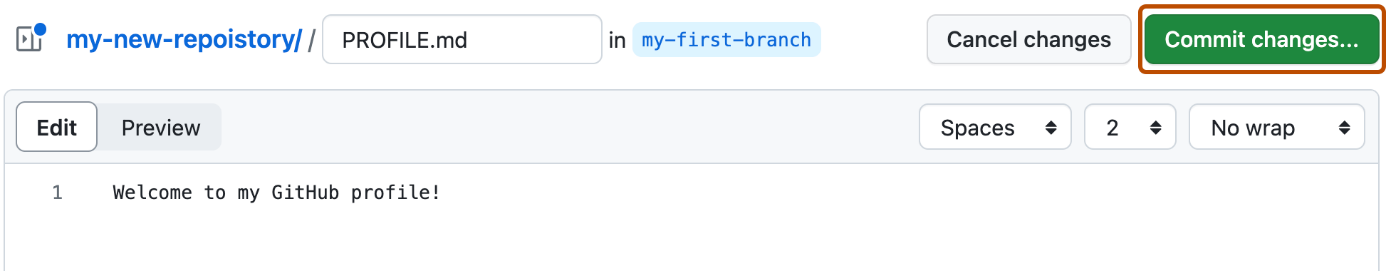 my-new-repoistory/ / PROFILE.md in my-first-branch Cancel changes Commit changes...
Edit Preview Spaces 2 No wrap
1 Welcome to my GitHub profile!